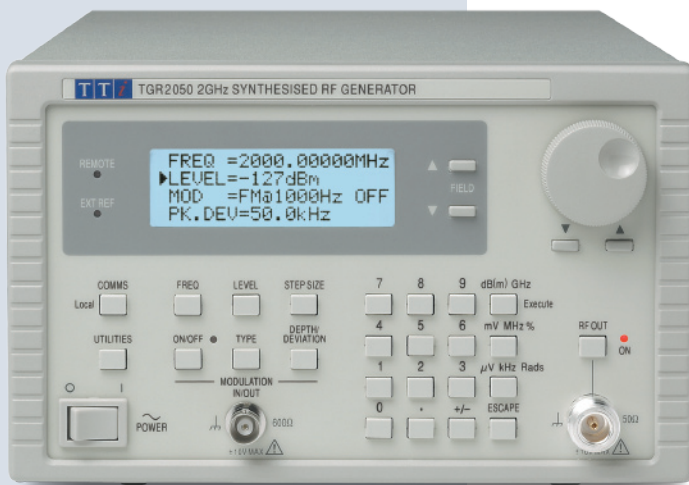 TTi TGR2050 2GHz SYNTHESISED RF GENERATOR
REMOTE
EXT REF
FREQ =2000.00000MHz
▶LEVEL=-127dBm
MOD =FM@1000Hz OFF
PK.DEV=50.0kHz
▲
FIELD
▼
▼ ▲
COMMS FREQ LEVEL STEP SIZE
Local
7 8 9 dB(m) GHz
Execute
UTILITIES ON/OFF TYPE DEPTH/
DEVIATION
4 5 6 mV MHz %
RF OUT
ON
1 2 3 µV kHz Rads
MODULATION
IN/OUT
0 . +/− ESCAPE
O I
POWER
600Ω
±10V MAX
50Ω